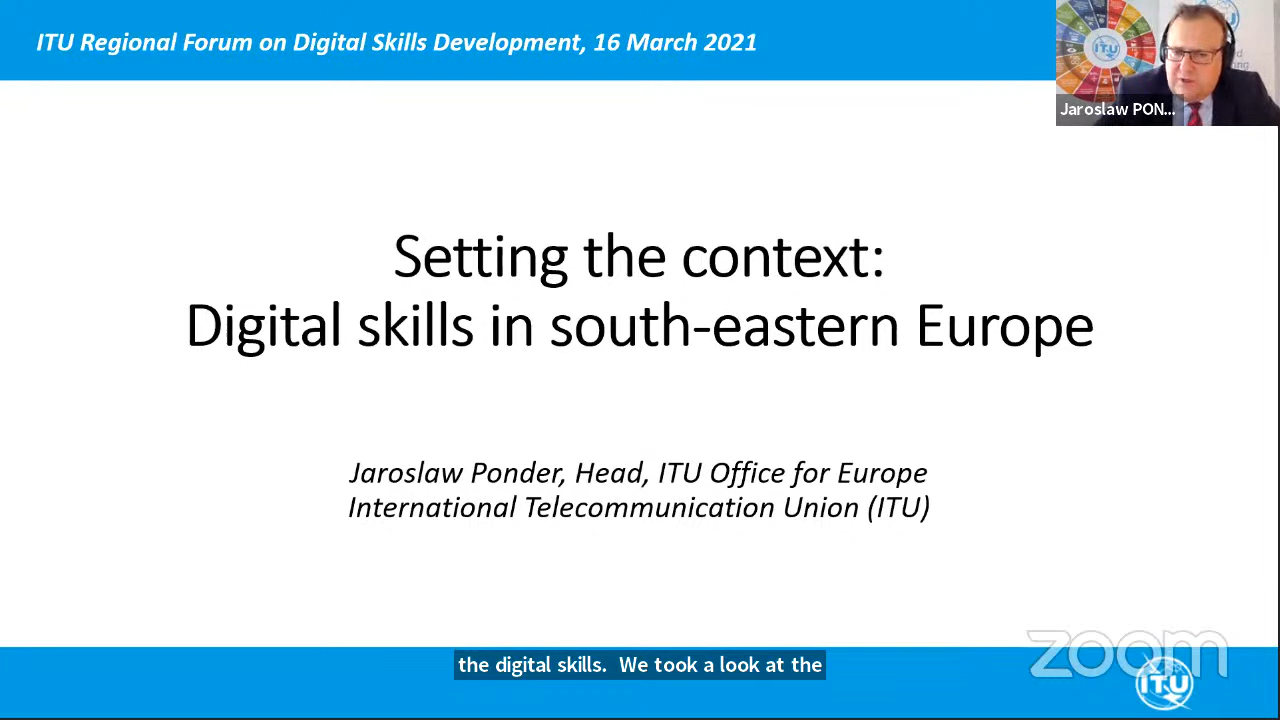 ITU Regional Forum on Digital Skills Development, 16 March 2021
ITU
Jaroslaw PON...
Setting the context:
Digital skills in south-eastern Europe
Jaroslaw Ponder, Head, ITU Office for Europe
International Telecommunication Union (ITU)
the digital skills. We took a look at the
zoom
ITU